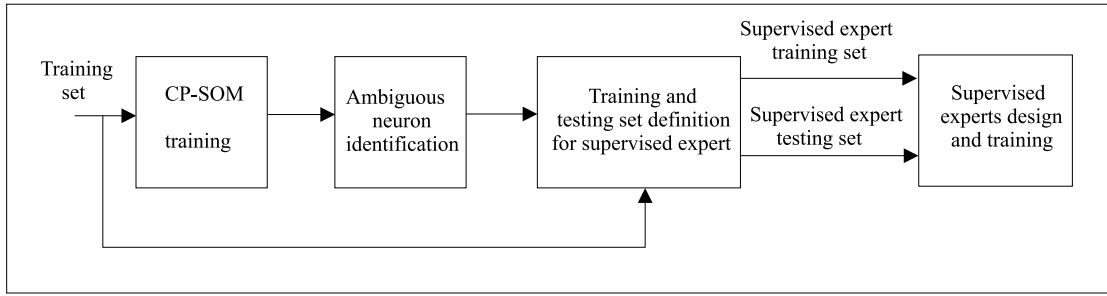 Training
set
CP-SOM
training
Ambiguous
neuron
identification
Training and
testing set definition
for supervised expert
Supervised expert
training set
Supervised expert
testing set
Supervised
experts design
and training